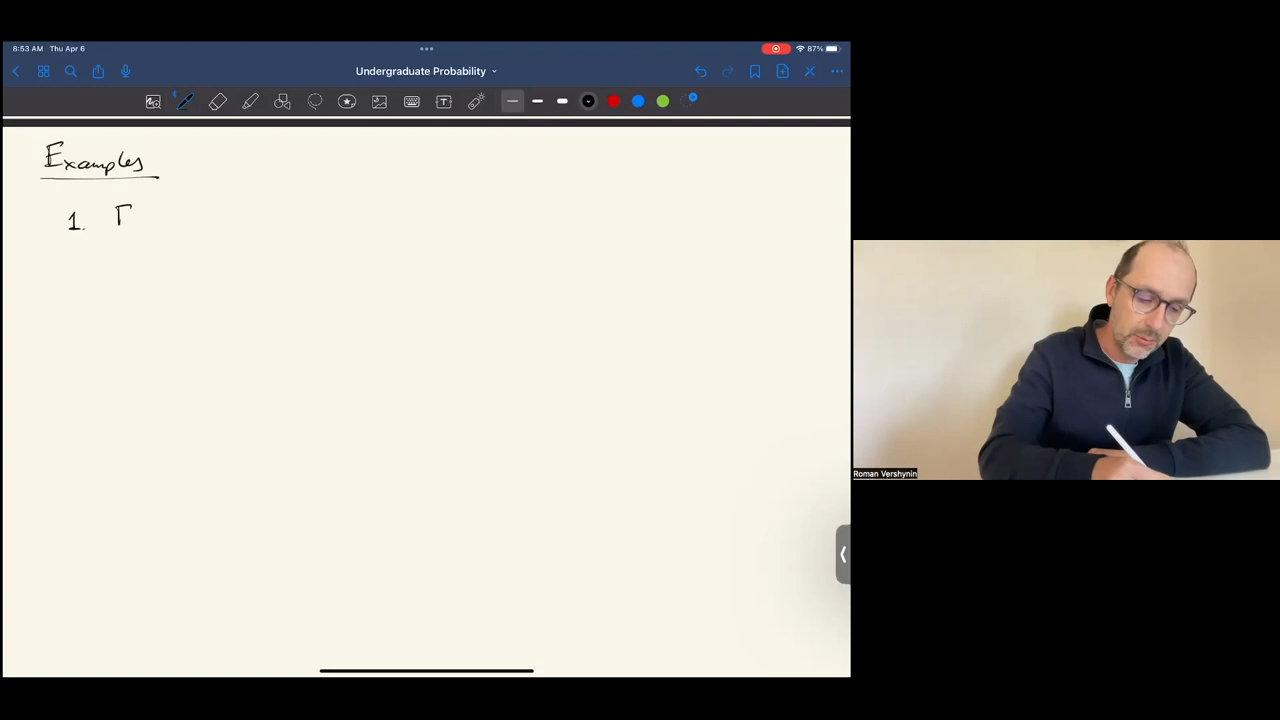 8:53 AM Thu Apr 6
87%
Undergraduate Probability
Examples
1.
Roman Vershynin